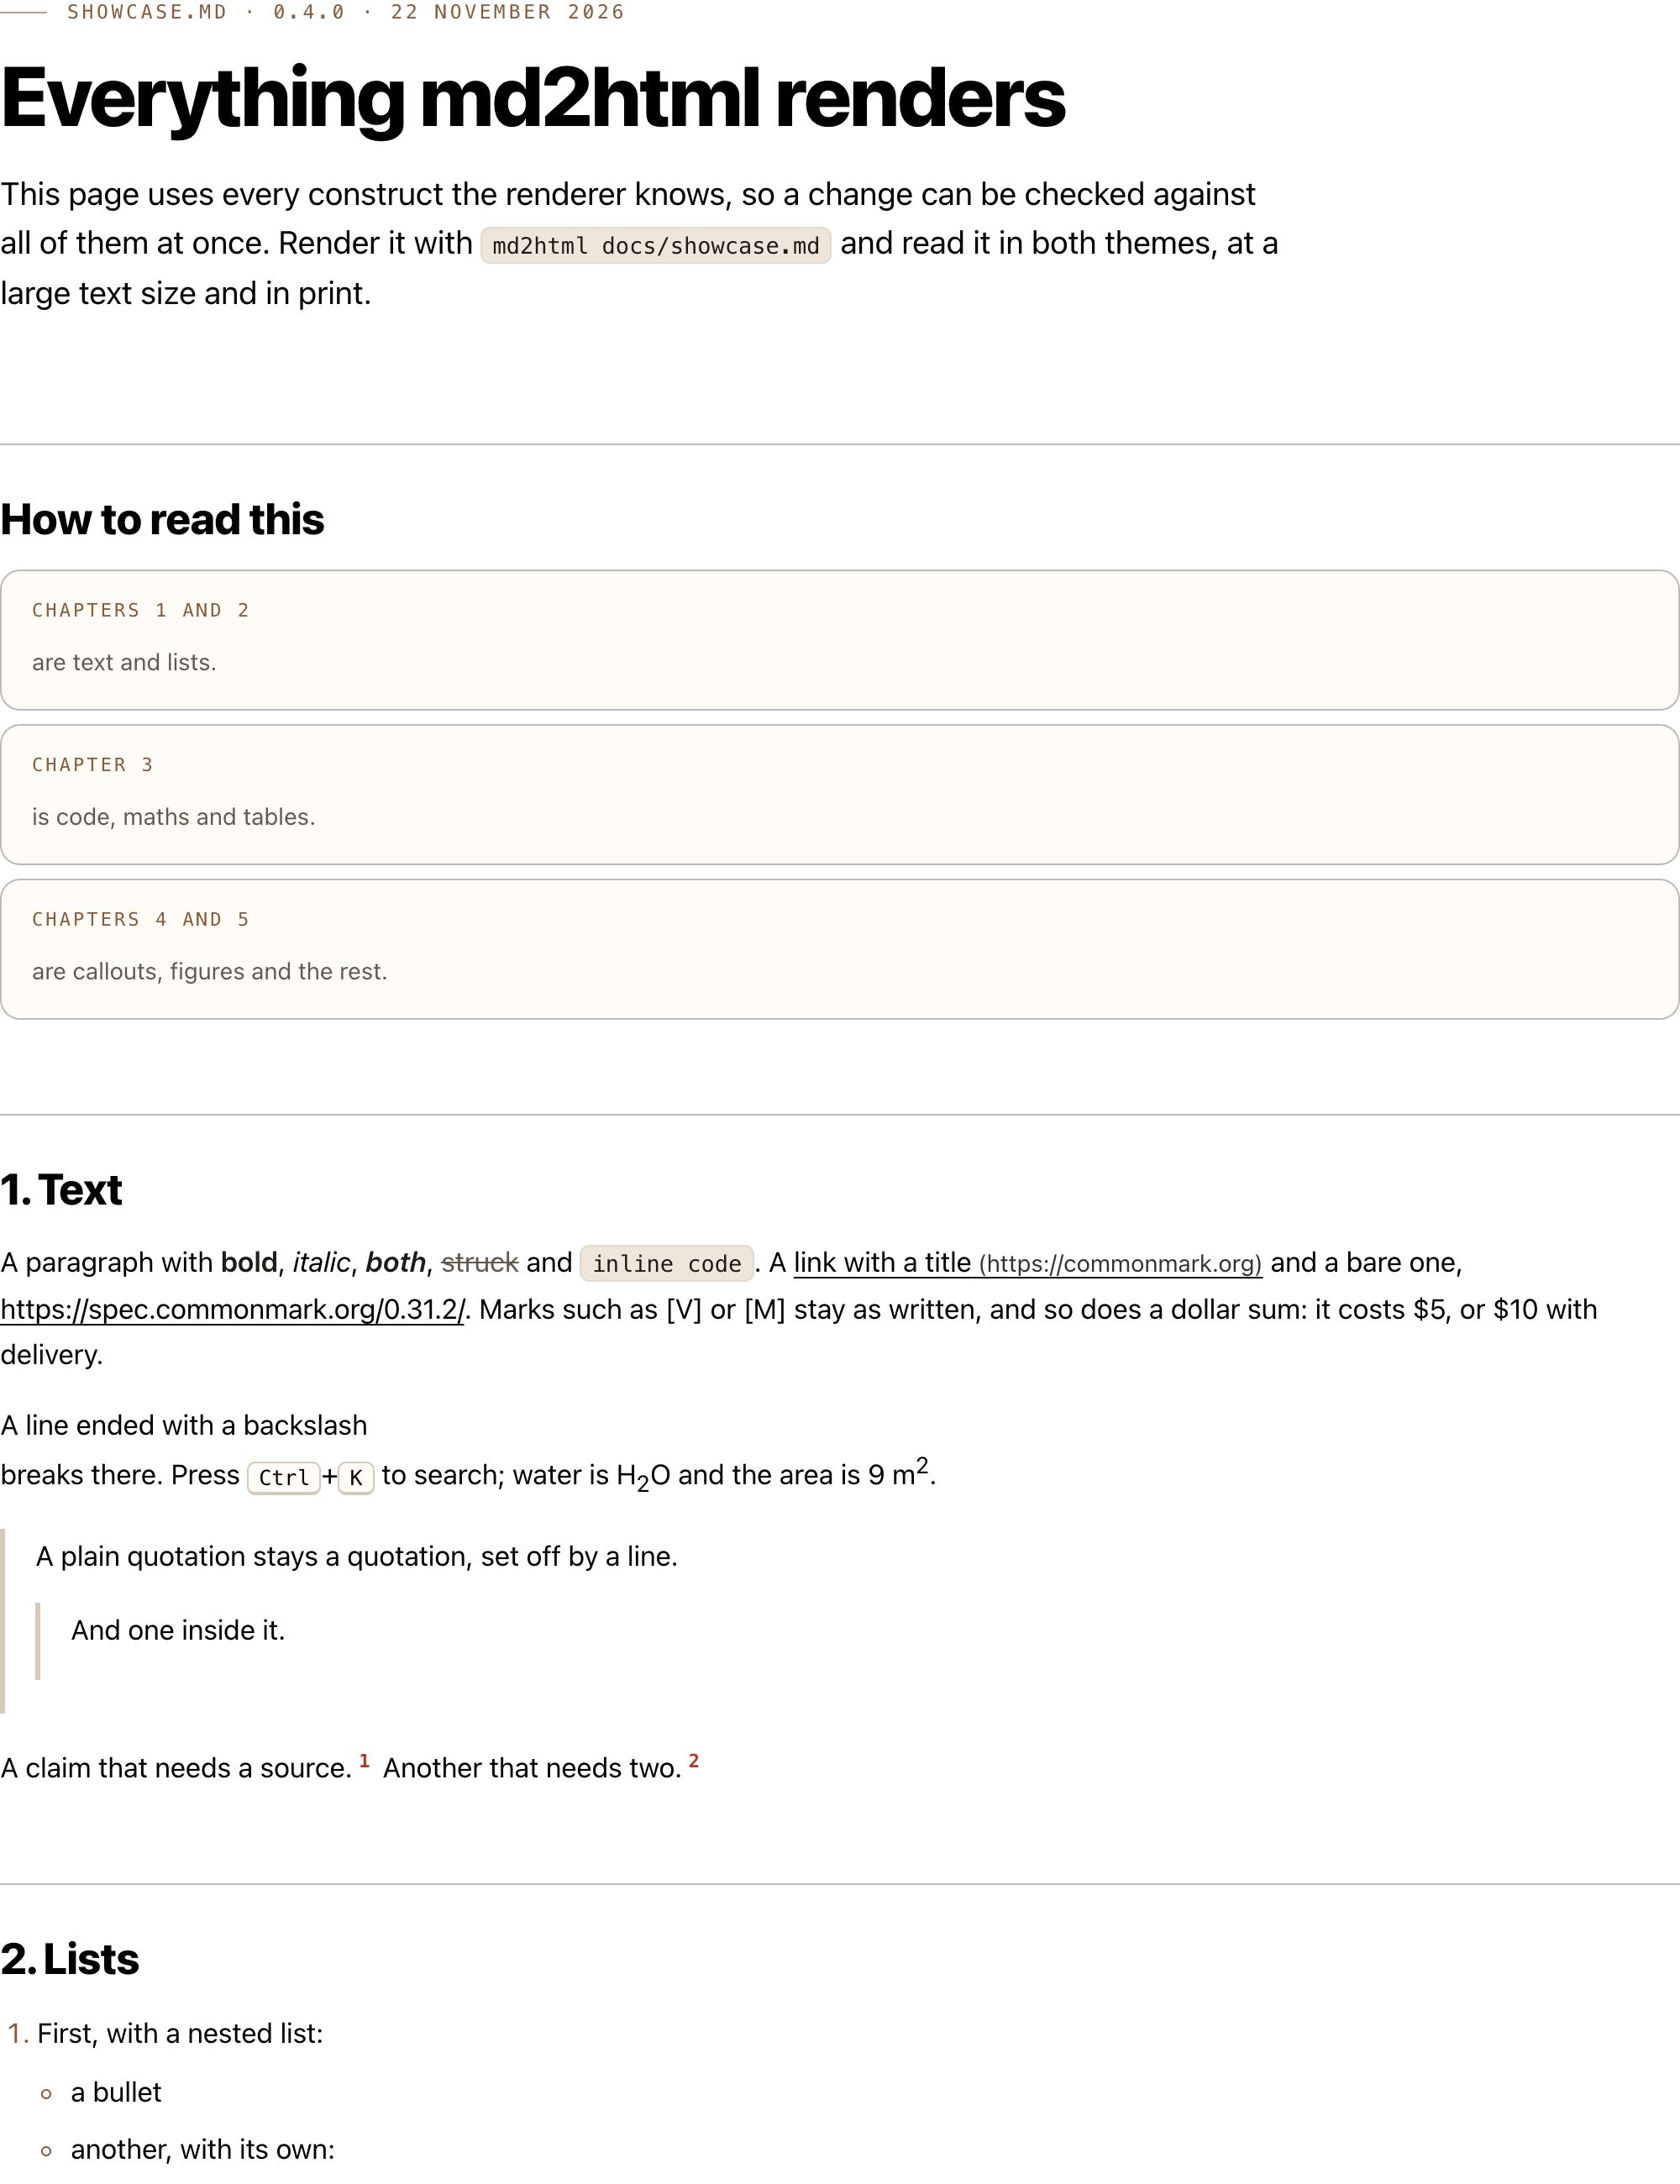 SHOWCASE.MD · 0.4.0 · 22 NOVEMBER 2026
Everything md2html renders
This page uses every construct the renderer knows, so a change can be checked against
all of them at once. Render it with md2html docs/showcase.md and read it in both themes, at a
large text size and in print.
How to read this
CHAPTERS 1 AND 2
are text and lists.
CHAPTER 3
is code, maths and tables.
CHAPTERS 4 AND 5
are callouts, figures and the rest.
1. Text
A paragraph with bold, italic, both, struck and inline code. A link with a title (https://commonmark.org) and a bare one,
https://spec.commonmark.org/0.31.2/. Marks such as [V] or [M] stay as written, and so does a dollar sum: it costs $5, or $10 with
delivery.
A line ended with a backslash
breaks there. Press Ctrl+K to search; water is H₂O and the area is 9 m².
A plain quotation stays a quotation, set off by a line.
And one inside it.
A claim that needs a source. 1 Another that needs two. 2
2. Lists
1. First, with a nested list:
◦ a bullet
◦ another, with its own: